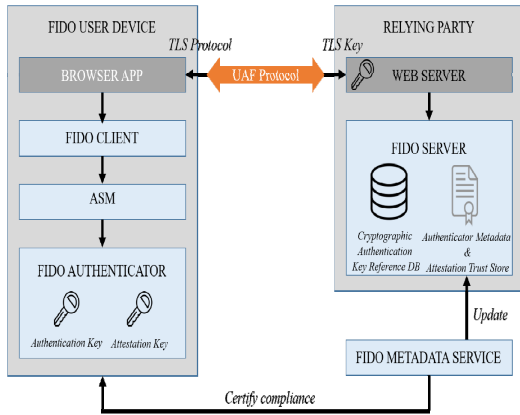 FIDO USER DEVICE
BROWSER APP
FIDO CLIENT
ASM
FIDO AUTHENTICATOR
Authentication Key
Attestation Key
TLS Protocol
UAF Protocol
TLS Key
RELYING PARTY
WEB SERVER
FIDO SERVER
Cryptographic
Authentication
Key Reference DB
Authenticator Metadata
&
Attestation Trust Store
Update
FIDO METADATA SERVICE
Certify compliance